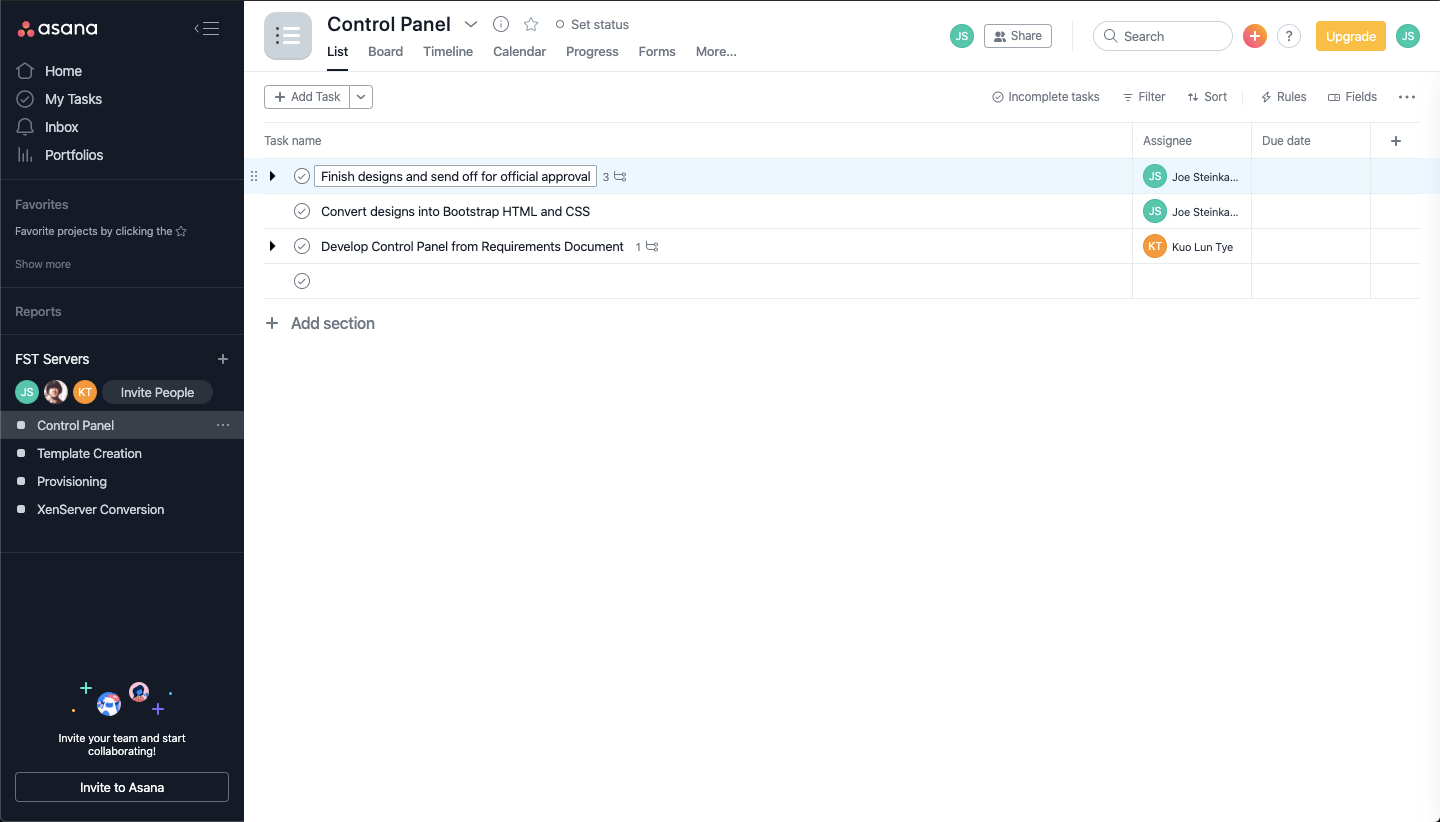 asana
Home
My Tasks
Inbox
Portfolios
Favorites
Favorite projects by clicking the
Show more
Reports
FST Servers
JS
KT
Invite People
Control Panel
Template Creation
Provisioning
XenServer Conversion
Invite your team and start
collaborating!
Invite to Asana
Control Panel
Set status
List Board Timeline Calendar Progress Forms More...
JS
Share
Search
?
Upgrade
JS
Add Task
Incomplete tasks
Filter
Sort
Rules
Fields
Task name Assignee Due date
Finish designs and send off for official approval 3 JS Joe Steinka...
Convert designs into Bootstrap HTML and CSS JS Joe Steinka...
Develop Control Panel from Requirements Document 1 KT Kuo Lun Tye
Add section